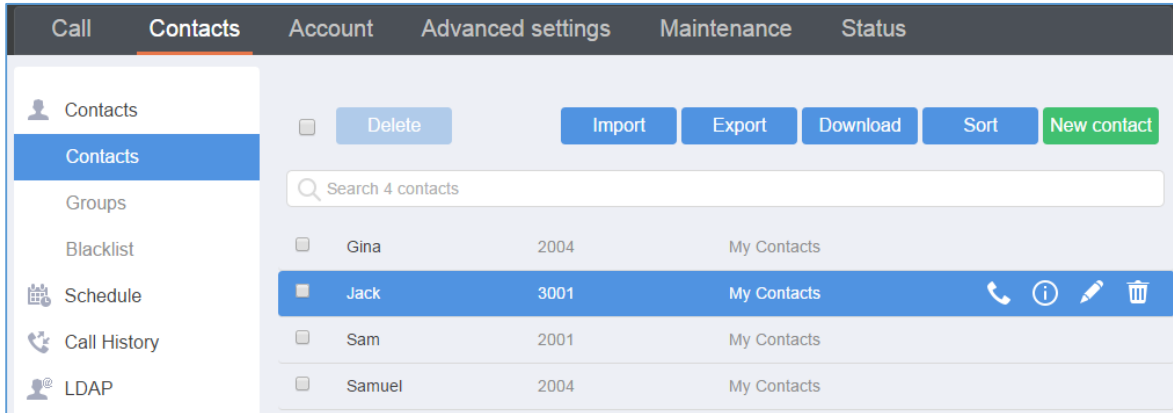 Call Contacts Account Advanced settings Maintenance Status
Contacts
Delete Import Export Download Sort New contact
Contacts
Search 4 contacts
Groups
Gina 2004 My Contacts
Blacklist
Jack 3001 My Contacts
Schedule
Sam 2001 My Contacts
Call History
Samuel 2004 My Contacts
LDAP